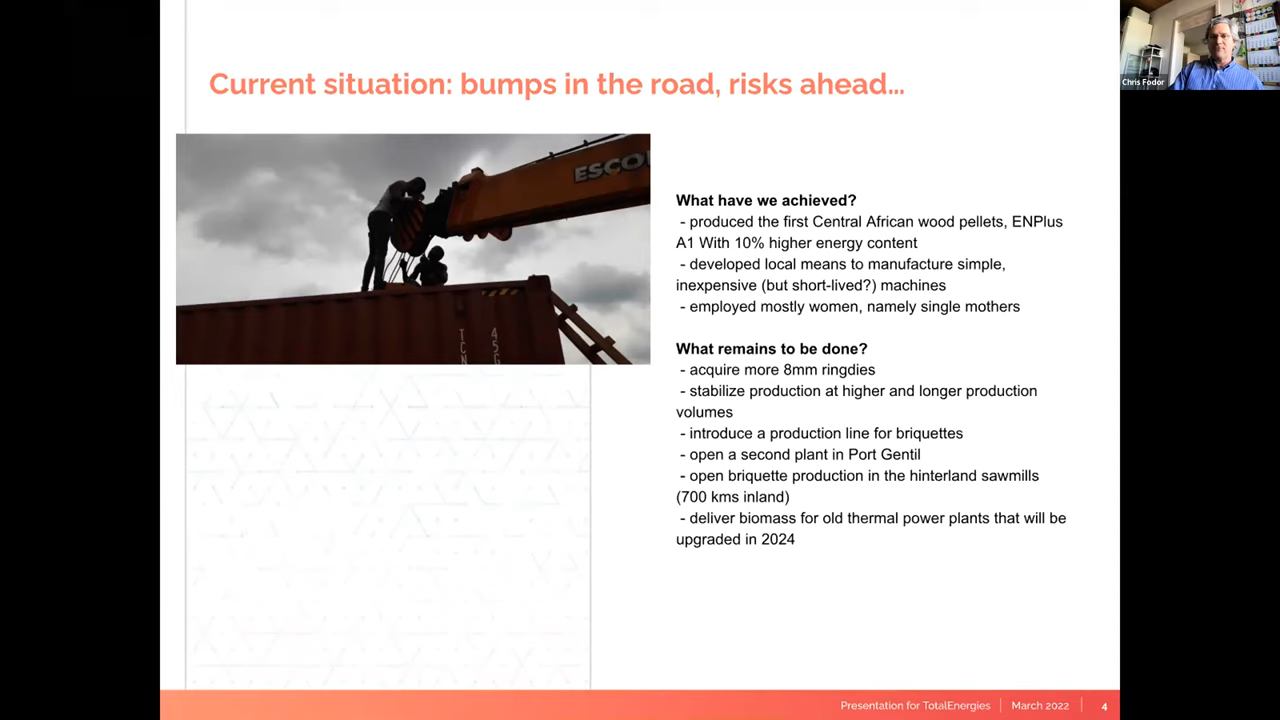 Current situation: bumps in the road, risks ahead...
Chris Fodor
ESCO
TCN
45G
What have we achieved?
- produced the first Central African wood pellets, ENPlus
A1 With 10% higher energy content
- developed local means to manufacture simple,
inexpensive (but short-lived?) machines
- employed mostly women, namely single mothers
What remains to be done?
- acquire more 8mm ringdies
- stabilize production at higher and longer production
volumes
- introduce a production line for briquettes
- open a second plant in Port Gentil
- open briquette production in the hinterland sawmills
(700 kms inland)
- deliver biomass for old thermal power plants that will be
upgraded in 2024
Presentation for TotalEnergies | March 2022 | 4